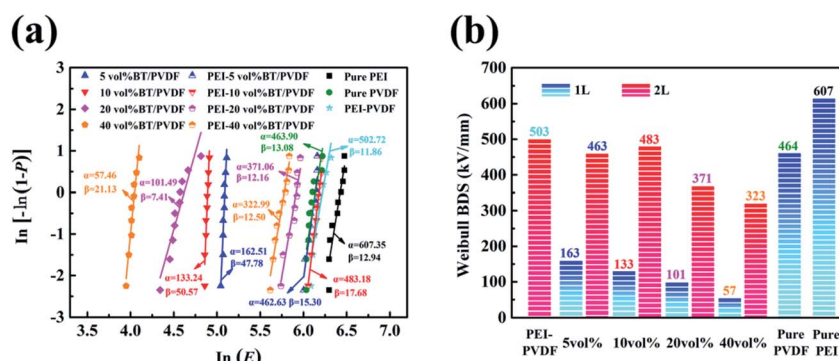 (a)
(b)
ln [-ln(1-P)]
3
2
1
0
-1
-2
-3
3.5 4.0 4.5 5.0 5.5 6.0 6.5 7.0
ln (E)
5 vol%BT/PVDF PEI-5 vol%BT/PVDF Pure PEI
10 vol%BT/PVDF PEI-10 vol%BT/PVDF Pure PVDF
20 vol%BT/PVDF PEI-20 vol%BT/PVDF PEI-PVDF
40 vol%BT/PVDF PEI-40 vol%BT/PVDF
α=57.46
β=21.13
α=101.49
β=7.41
α=133.24
β=50.57
α=162.51
β=47.78
α=463.90
β=13.08
α=371.06
β=12.16
α=322.99
β=12.50
α=502.72
β=11.86
α=607.35
β=12.94
α=483.18
β=17.68
α=462.63 β=15.30
Weibull BDS (kV/mm)
700
600
500
400
300
200
100
0
1L 2L
503
163
463
133
483
101
371
57
323
464
607
PEI-
PVDF
5vol% 10vol% 20vol% 40vol%
Pure
PVDF
Pure
PEI